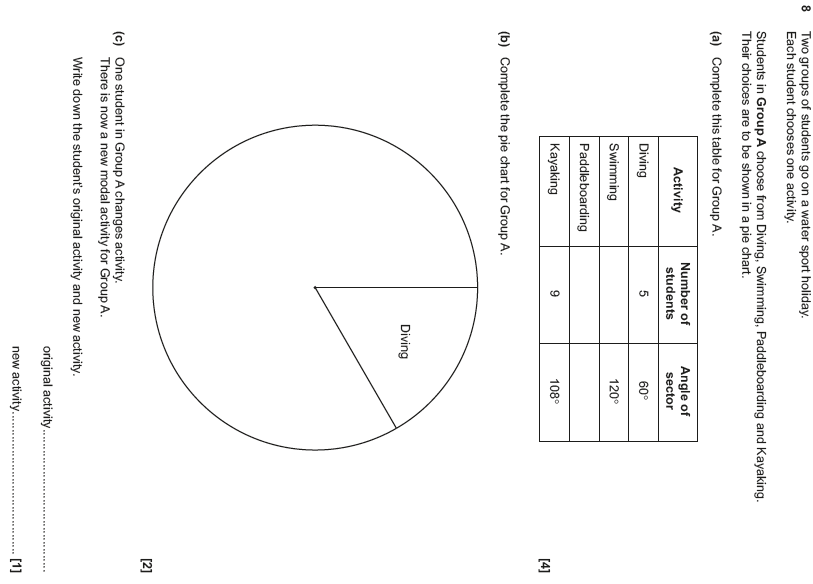 8 Two groups of students go on a water sport holiday.
Each student chooses one activity.
Students in Group A choose from Diving, Swimming, Paddleboarding and Kayaking.
Their choices are to be shown in a pie chart.
(a) Complete this table for Group A.
Activity Number of students Angle of sector
Diving 5 60°
Swimming 120°
Paddleboarding
Kayaking 9 108°
[4]
(b) Complete the pie chart for Group A.
Diving
[2]
(c) One student in Group A changes activity.
There is now a new modal activity for Group A.
Write down the student's original activity and new activity.
original activity ..............................
new activity .............................. [1]